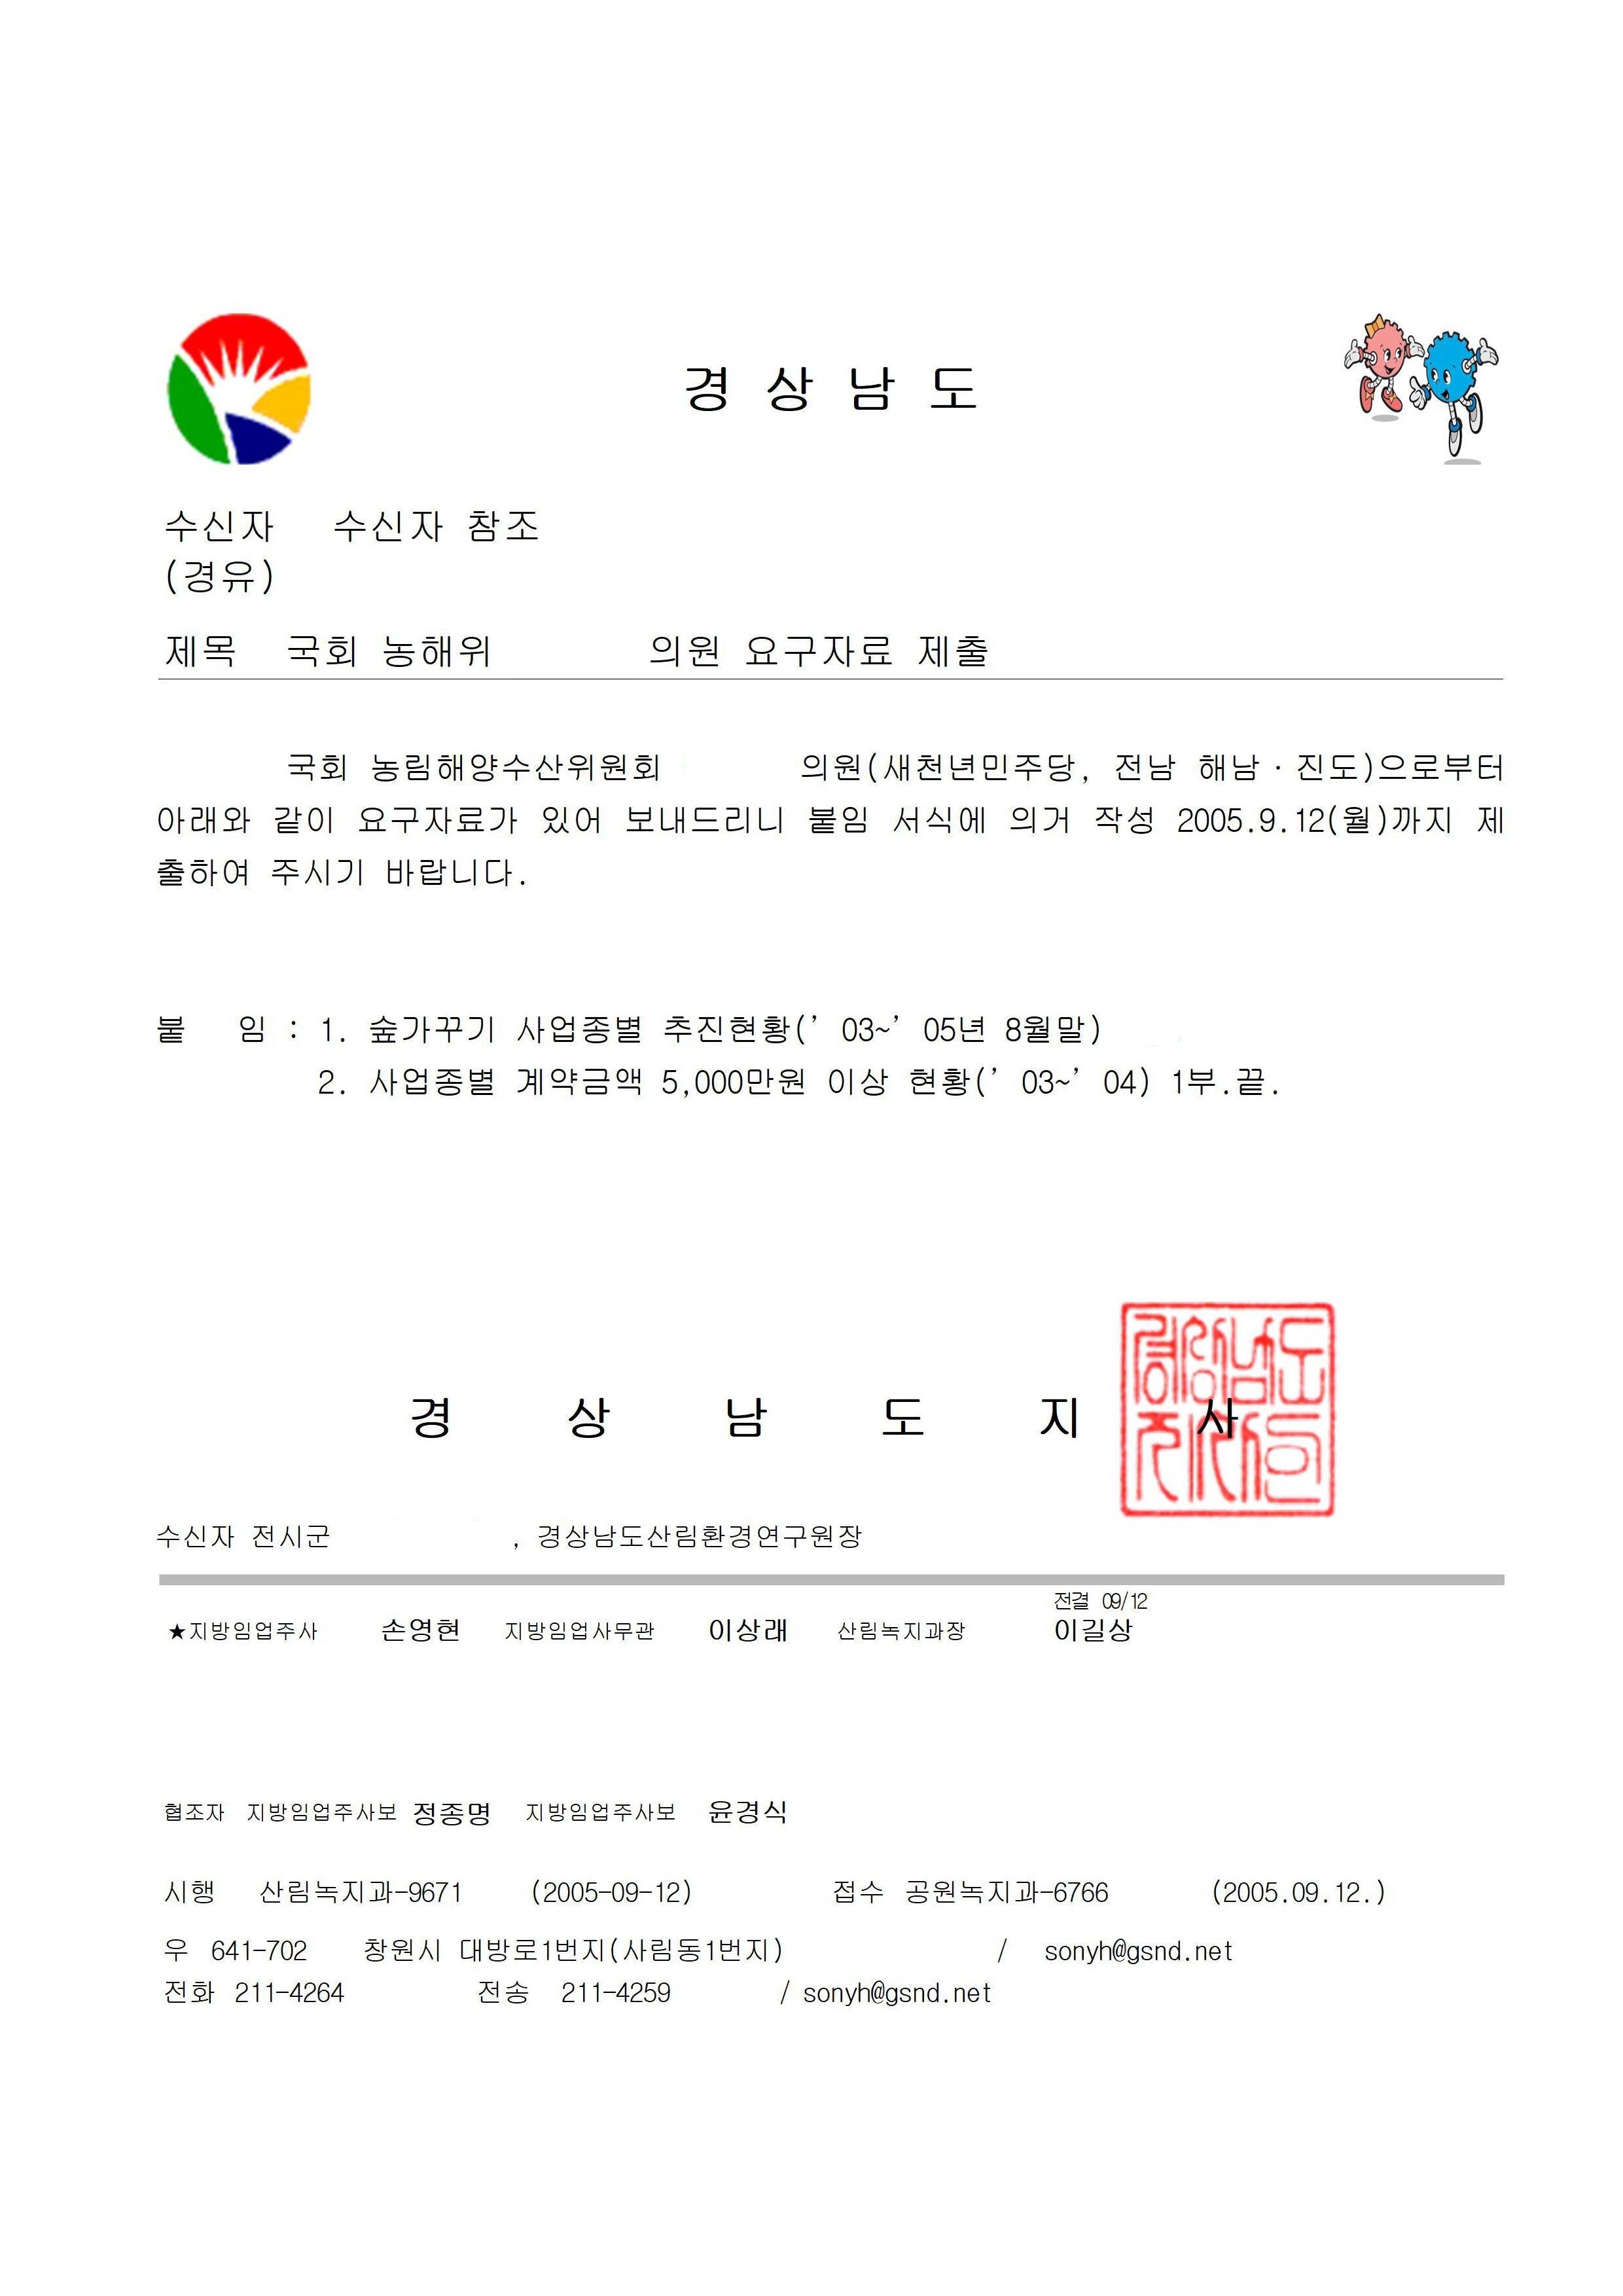 경 상 남 도
수신자 수신자 참조
(경유)
제목 국회 농해위 의원 요구자료 제출
국회 농림해양수산위원회 의원(새천년민주당, 전남 해남·진도)으로부터
아래와 같이 요구자료가 있어 보내드리니 붙임 서식에 의거 작성 2005.9.12(월)까지 제
출하여 주시기 바랍니다.
붙 임 : 1. 숲가꾸기 사업종별 추진현황(’03~’05년 8월말)
2. 사업종별 계약금액 5,000만원 이상 현황(’03~’04) 1부.끝.
경 상 남 도 지 사
수신자 전시군 , 경상남도산림환경연구원장
전결 09/12
★지방임업주사 손영현 지방임업사무관 이상래 산림녹지과장 이길상
협조자 지방임업주사보 정종명 지방임업주사보 윤경식
시행 산림녹지과-9671 (2005-09-12) 접수 공원녹지과-6766 (2005.09.12.)
우 641-702 창원시 대방로1번지(사림동1번지) / sonyh@gsnd.net
전화 211-4264 전송 211-4259 / sonyh@gsnd.net